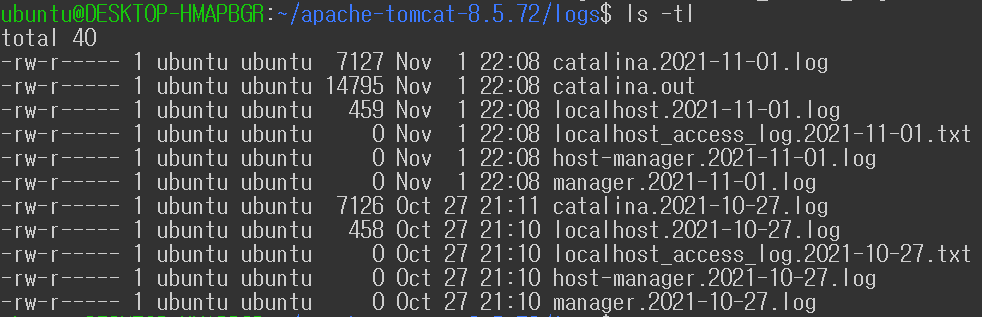 ubuntu@DESKTOP-HMAPBGR:~/apache-tomcat-8.5.72/logs$ ls -tl
total 40
-rw-r----- 1 ubuntu ubuntu  7127 Nov  1 22:08 catalina.2021-11-01.log
-rw-r----- 1 ubuntu ubuntu 14795 Nov  1 22:08 catalina.out
-rw-r----- 1 ubuntu ubuntu   459 Nov  1 22:08 localhost.2021-11-01.log
-rw-r----- 1 ubuntu ubuntu     0 Nov  1 22:08 localhost_access_log.2021-11-01.txt
-rw-r----- 1 ubuntu ubuntu     0 Nov  1 22:08 host-manager.2021-11-01.log
-rw-r----- 1 ubuntu ubuntu     0 Nov  1 22:08 manager.2021-11-01.log
-rw-r----- 1 ubuntu ubuntu  7126 Oct 27 21:11 catalina.2021-10-27.log
-rw-r----- 1 ubuntu ubuntu   458 Oct 27 21:10 localhost.2021-10-27.log
-rw-r----- 1 ubuntu ubuntu     0 Oct 27 21:10 localhost_access_log.2021-10-27.txt
-rw-r----- 1 ubuntu ubuntu     0 Oct 27 21:10 host-manager.2021-10-27.log
-rw-r----- 1 ubuntu ubuntu     0 Oct 27 21:10 manager.2021-10-27.log